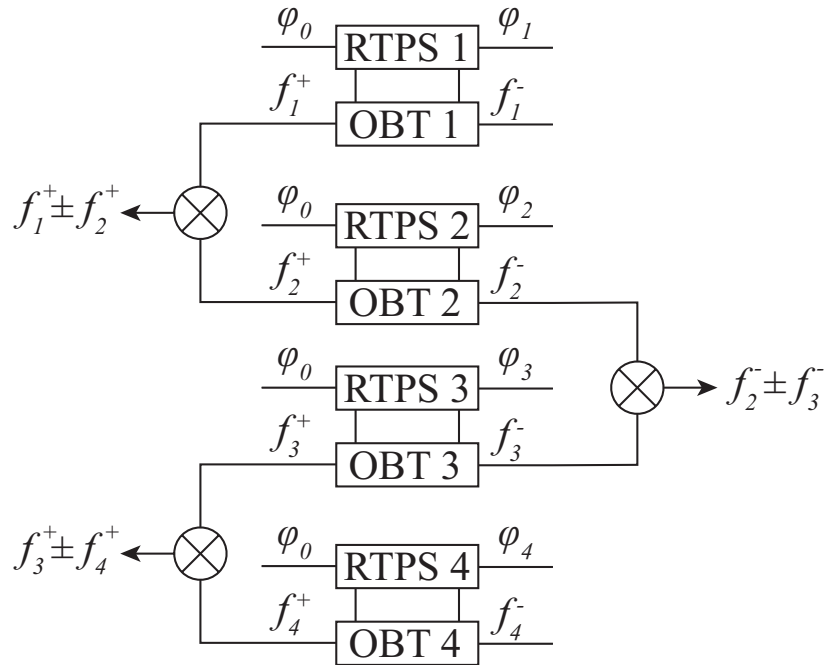 φ₀ RTPS 1 φ₁
f₁⁺ OBT 1 f₁⁻
f₁⁺±f₂⁺
φ₀ RTPS 2 φ₂
f₂⁺ OBT 2 f₂⁻
φ₀ RTPS 3 φ₃
f₂⁻±f₃⁻
f₃⁺ OBT 3 f₃⁻
f₃⁺±f₄⁺
φ₀ RTPS 4 φ₄
f₄⁺ OBT 4 f₄⁻